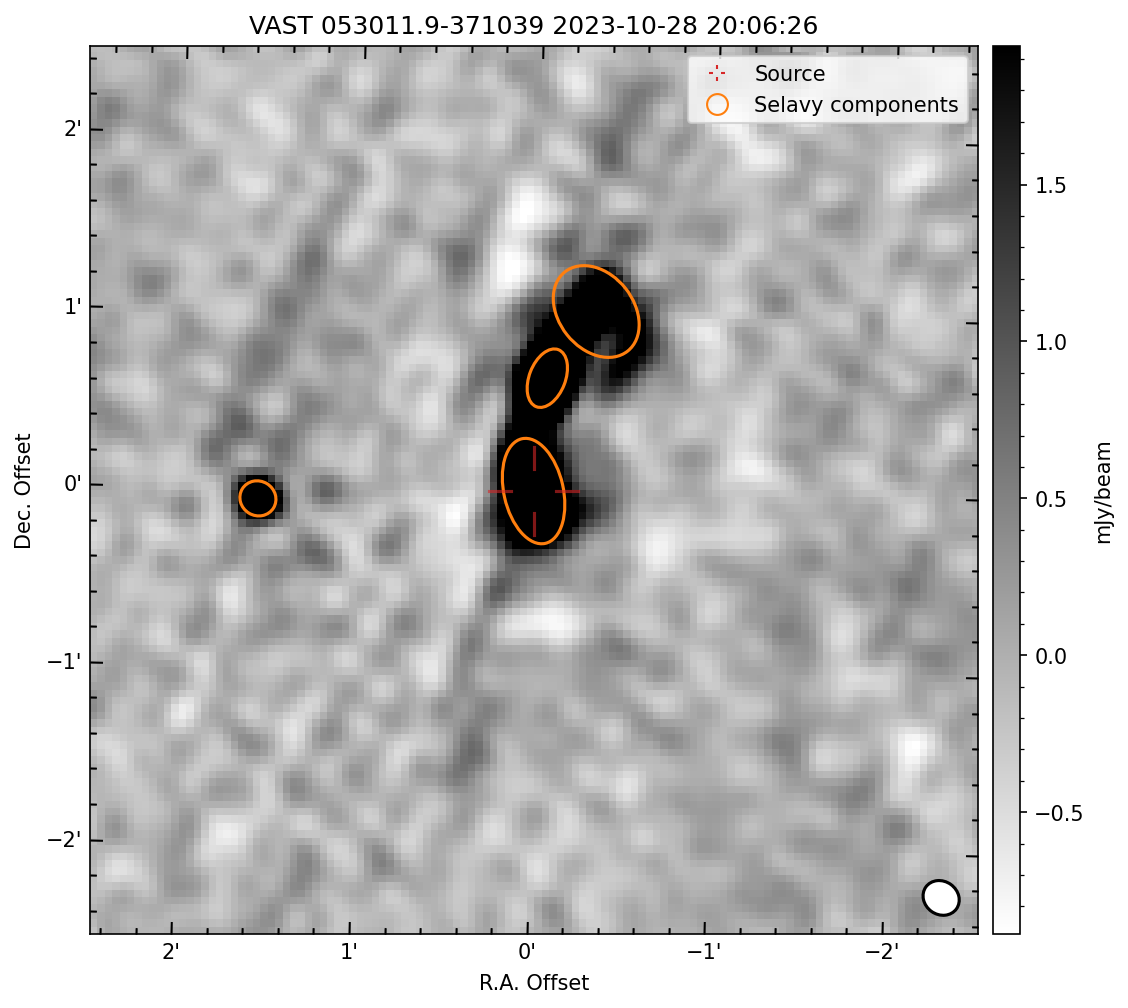 VAST 053011.9-371039 2023-10-28 20:06:26
Source
Selavy components
2'
1'
0'
−1'
−2'
Dec. Offset
2'
1'
0'
−1'
−2'
R.A. Offset
1.5
1.0
0.5
0.0
−0.5
mJy/beam